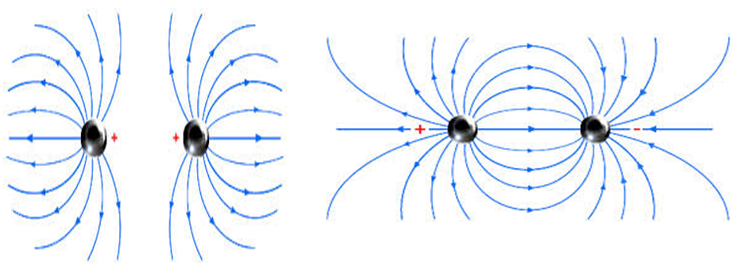 + + + -